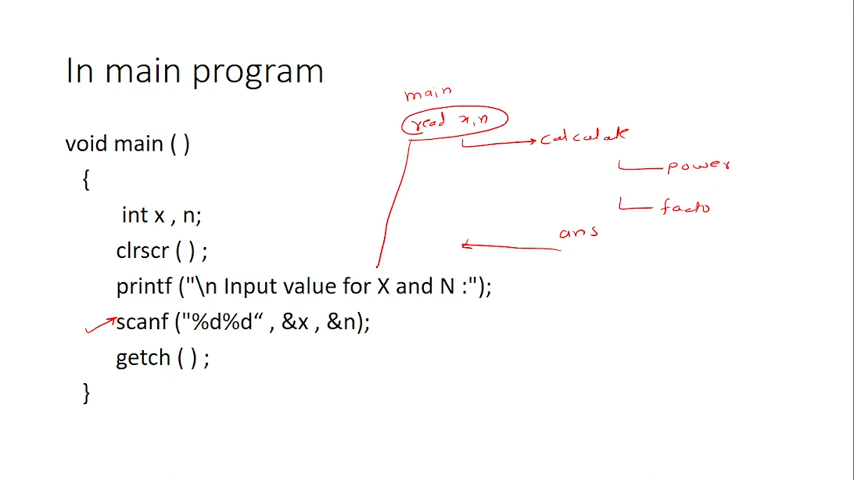 In main program
main
read x,n
calculate
void main ( )
power
{
facto
int x , n;
ans
clrscr ( ) ;
printf ("\n Input value for X and N :");
scanf ("%d%d“ , &x , &n);
getch ( ) ;
}